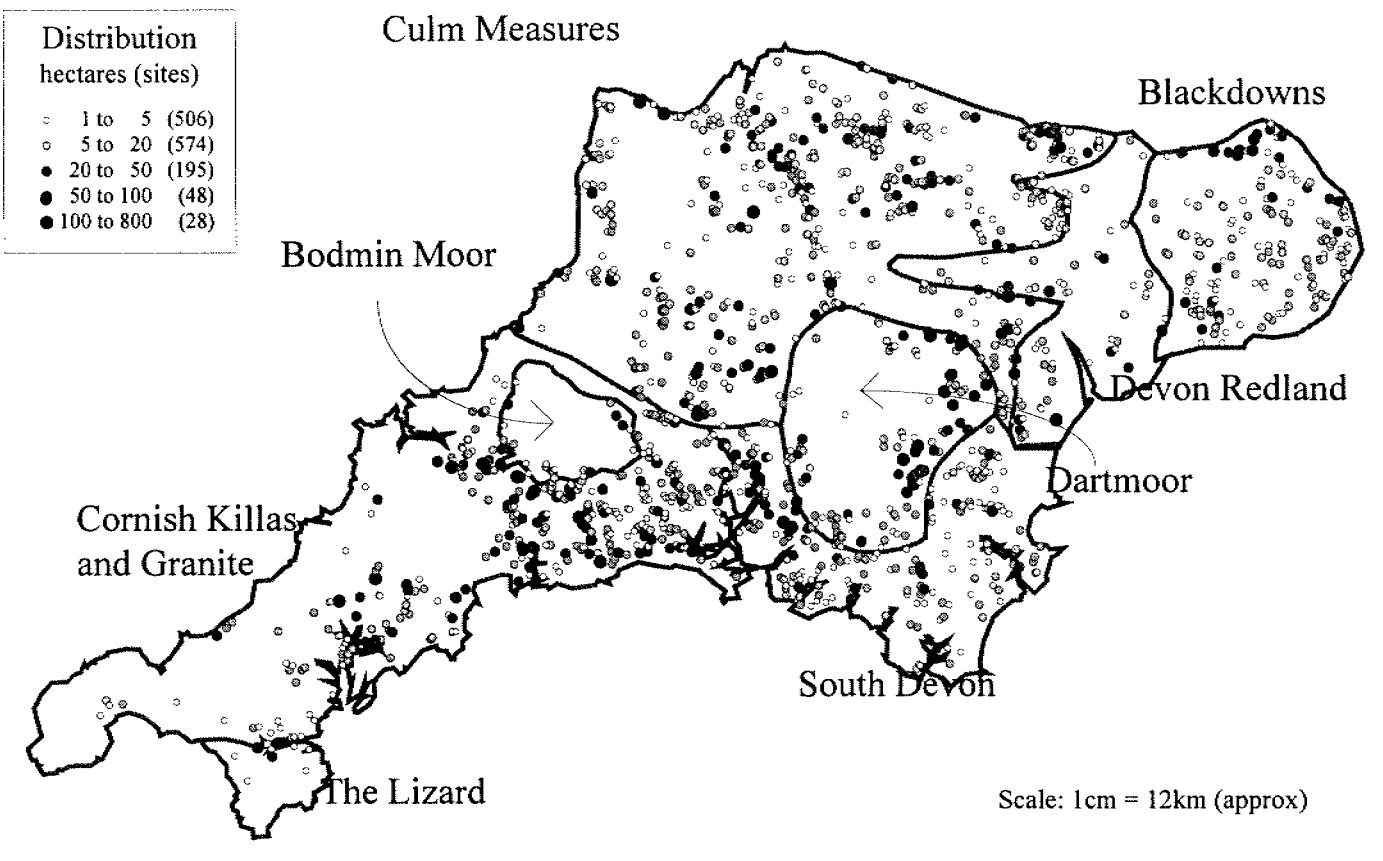 Distribution
hectares (sites)
1 to 5 (506)
5 to 20 (574)
20 to 50 (195)
50 to 100 (48)
100 to 800 (28)
Culm Measures
Blackdowns
Bodmin Moor
Devon Redland
Dartmoor
Cornish Killas
and Granite
South Devon
The Lizard
Scale: 1cm = 12km (approx)